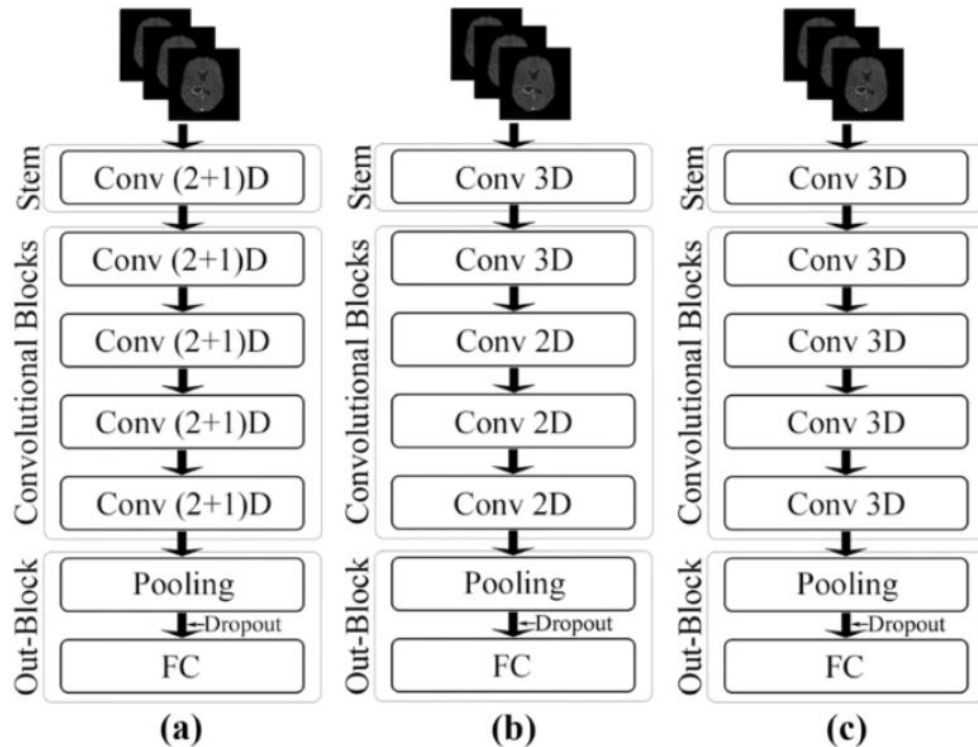 Stem
Conv (2+1)D
Convolutional Blocks
Conv (2+1)D
Conv (2+1)D
Conv (2+1)D
Conv (2+1)D
Out-Block
Pooling
Dropout
FC
(a)
Stem
Conv 3D
Convolutional Blocks
Conv 3D
Conv 2D
Conv 2D
Conv 2D
Out-Block
Pooling
Dropout
FC
(b)
Stem
Conv 3D
Convolutional Blocks
Conv 3D
Conv 3D
Conv 3D
Conv 3D
Out-Block
Pooling
Dropout
FC
(c)